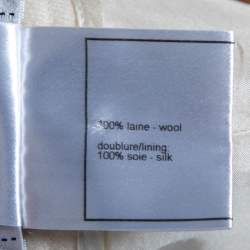 100% laine - wool
doublure/lining:
100% soie - silk